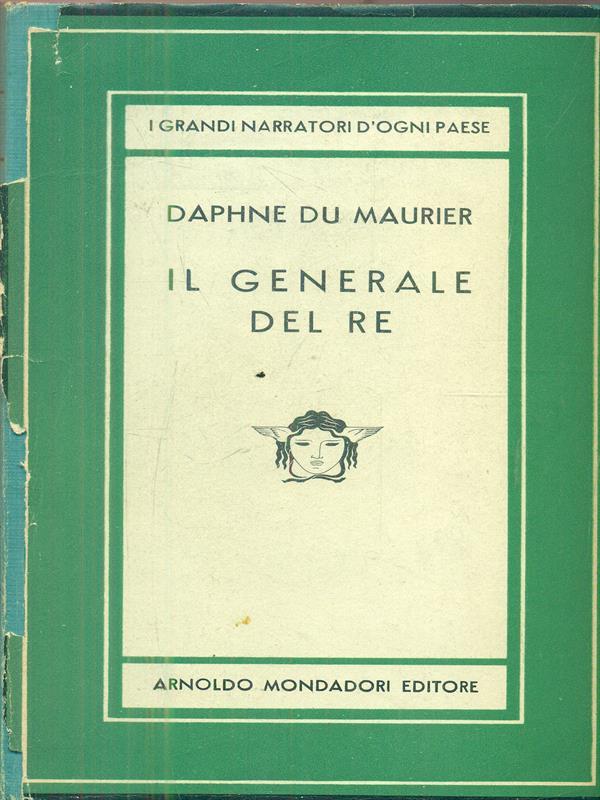 I GRANDI NARRATORI D'OGNI PAESE
DAPHNE DU MAURIER
IL GENERALE
DEL RE
ARNOLDO MONDADORI EDITORE